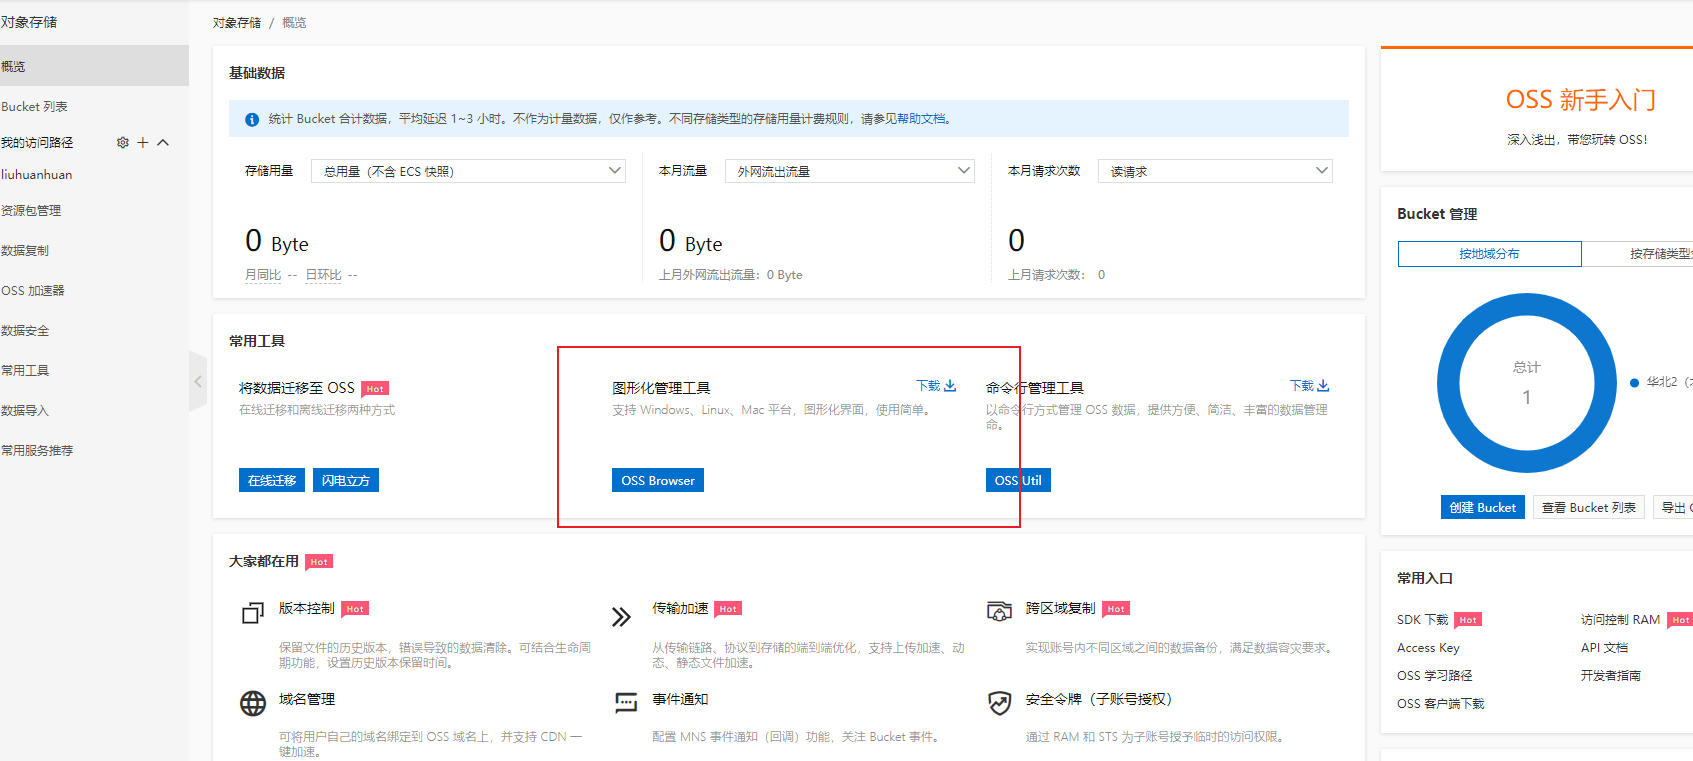 对象存储
概览
Bucket 列表
我的访问路径
liuhuanhuan
资源包管理
数据复制
OSS 加速器
数据安全
常用工具
数据导入
常用服务推荐
对象存储 / 概览
基础数据
统计 Bucket 合计数据，平均延迟 1~3 小时。不作为计量数据，仅作参考。不同存储类型的存储用量计费规则，请参见帮助文档。
存储用量 总用量（不含 ECS 快照）
0 Byte
月同比 -- 日环比 --
本月流量 外网流出流量
0 Byte
上月外网流出流量：0 Byte
本月请求次数 读请求
0
上月请求次数： 0
常用工具
将数据迁移至 OSS Hot
在线迁移和离线迁移两种方式
在线迁移 闪电立方
图形化管理工具 下载
支持 Windows、Linux、Mac 平台，图形化界面，使用简单。
OSS Browser
命令行管理工具 下载
以命令行方式管理 OSS 数据，提供方便、简洁、丰富的数据管理
命。
OSS Util
大家都在用 Hot
版本控制 Hot
保留文件的历史版本，错误导致的数据清除。可结合生命周
期功能，设置历史版本保留时间。
传输加速 Hot
从传输链路、协议到存储的端到端优化，支持上传加速、动
态、静态文件加速。
跨区域复制 Hot
实现账号内不同区域之间的数据备份，满足数据容灾要求。
域名管理
可将用户自己的域名绑定到 OSS 域名上，并支持 CDN 一
键加速。
事件通知
配置 MNS 事件通知（回调）功能，关注 Bucket 事件。
安全令牌（子账号授权）
通过 RAM 和 STS 为子账号授予临时的访问权限。
OSS 新手入门
深入浅出，带您玩转 OSS!
Bucket 管理
按地域分布 按存储类型
总计
1
华北2（
创建 Bucket 查看 Bucket 列表 导出
常用入口
SDK 下载 Hot 访问控制 RAM Hot
Access Key API 文档
OSS 学习路径 开发者指南
OSS 客户端下载